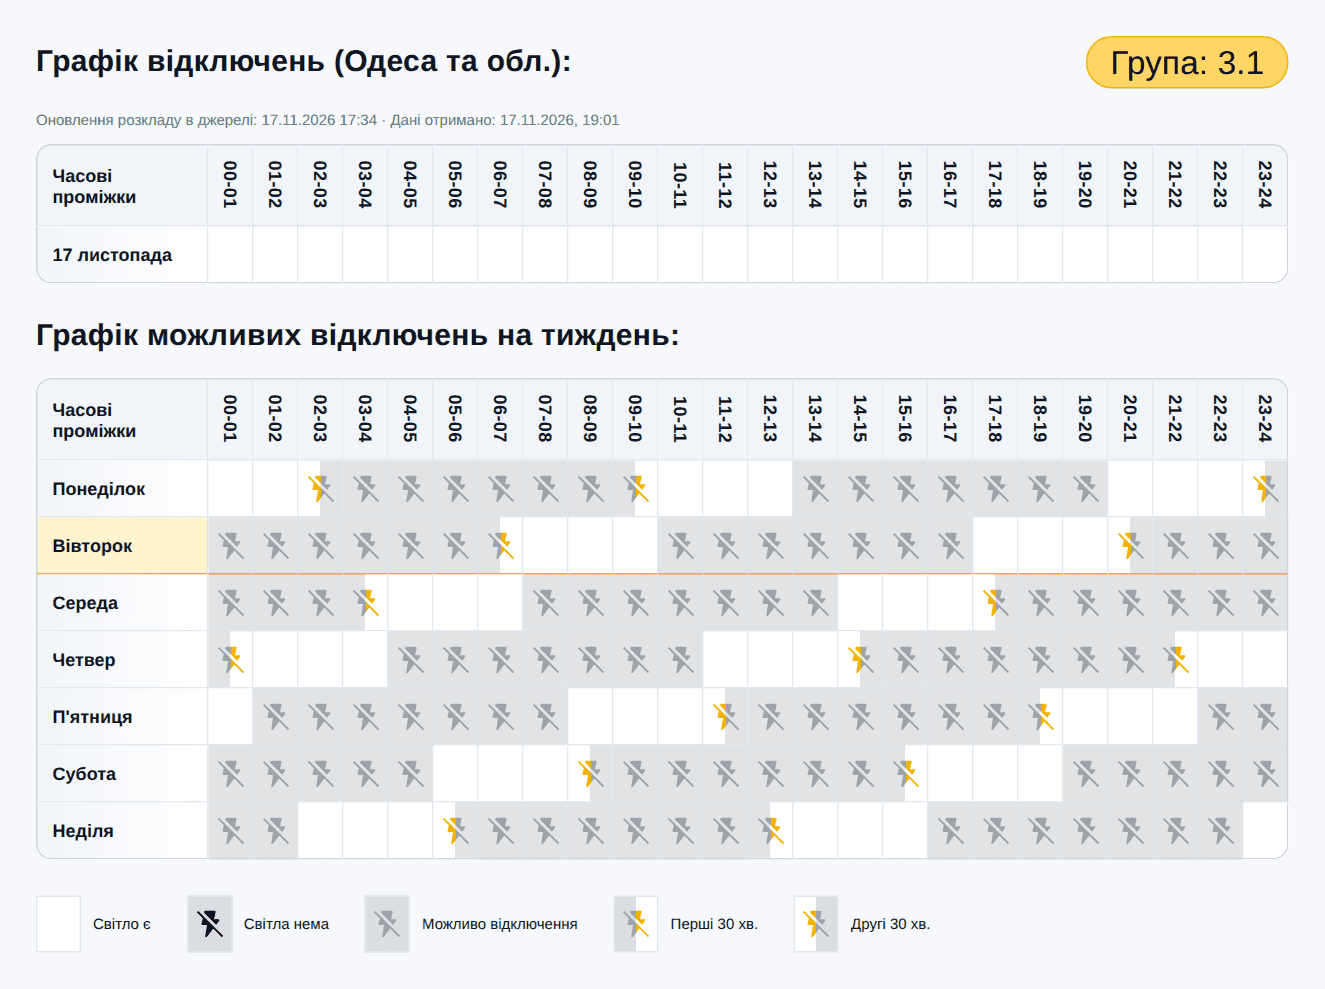 Графік відключень (Одеса та обл.):
Група: 3.1
Оновлення розкладу в джерелі: 17.11.2026 17:34 · Дані отримано: 17.11.2026, 19:01
Часові проміжки 00-01 01-02 02-03 03-04 04-05 05-06 06-07 07-08 08-09 09-10 10-11 11-12 12-13 13-14 14-15 15-16 16-17 17-18 18-19 19-20 20-21 21-22 22-23 23-24
17 листопада
Графік можливих відключень на тиждень:
Часові проміжки 00-01 01-02 02-03 03-04 04-05 05-06 06-07 07-08 08-09 09-10 10-11 11-12 12-13 13-14 14-15 15-16 16-17 17-18 18-19 19-20 20-21 21-22 22-23 23-24
Понеділок
Вівторок
Середа
Четвер
П'ятниця
Субота
Неділя
Світло є Світла нема Можливо відключення Перші 30 хв. Другі 30 хв.